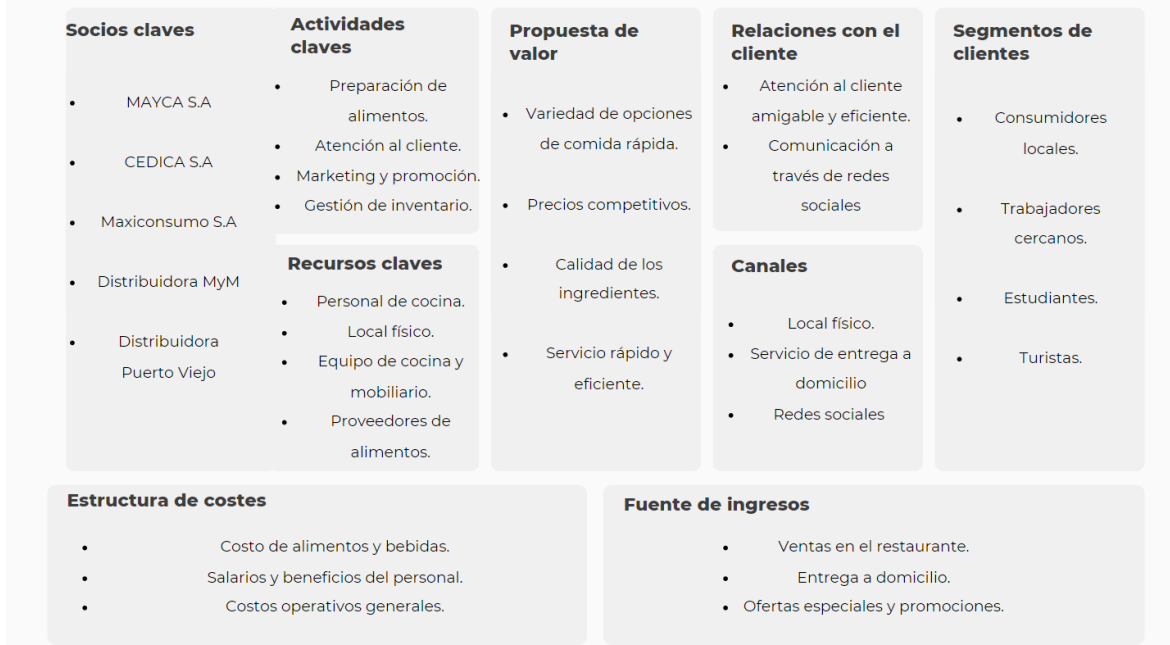 Socios claves
• MAYCA S.A
• CEDICA S.A
• Maxiconsumo S.A
• Distribuidora MyM
• Distribuidora
Puerto Viejo
Actividades
claves
• Preparación de
alimentos.
• Atención al cliente.
• Marketing y promoción.
• Gestión de inventario.
Recursos claves
• Personal de cocina.
• Local físico.
• Equipo de cocina y
mobiliario.
• Proveedores de
alimentos.
Propuesta de
valor
• Variedad de opciones
de comida rápida.
• Precios competitivos.
• Calidad de los
ingredientes.
• Servicio rápido y
eficiente.
Relaciones con el
cliente
• Atención al cliente
amigable y eficiente.
• Comunicación a
través de redes
sociales
Canales
• Local físico.
• Servicio de entrega a
domicilio
• Redes sociales
Segmentos de
clientes
• Consumidores
locales.
• Trabajadores
cercanos.
• Estudiantes.
• Turistas.
Estructura de costes
• Costo de alimentos y bebidas.
• Salarios y beneficios del personal.
• Costos operativos generales.
Fuente de ingresos
• Ventas en el restaurante.
• Entrega a domicilio.
• Ofertas especiales y promociones.